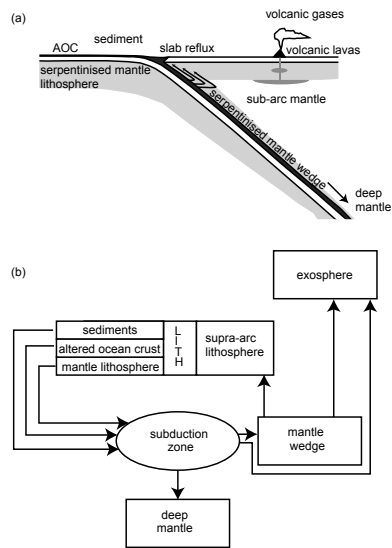 (a)
volcanic gases
sediment
AOC
slab reflux
volcanic lavas
serpentinised mantle
lithosphere
sub-arc mantle
serpentinised mantle wedge
deep
mantle
(b)
exosphere
sediments
altered ocean crust
mantle lithosphere
LITH
supra-arc
lithosphere
subduction
zone
mantle
wedge
deep
mantle